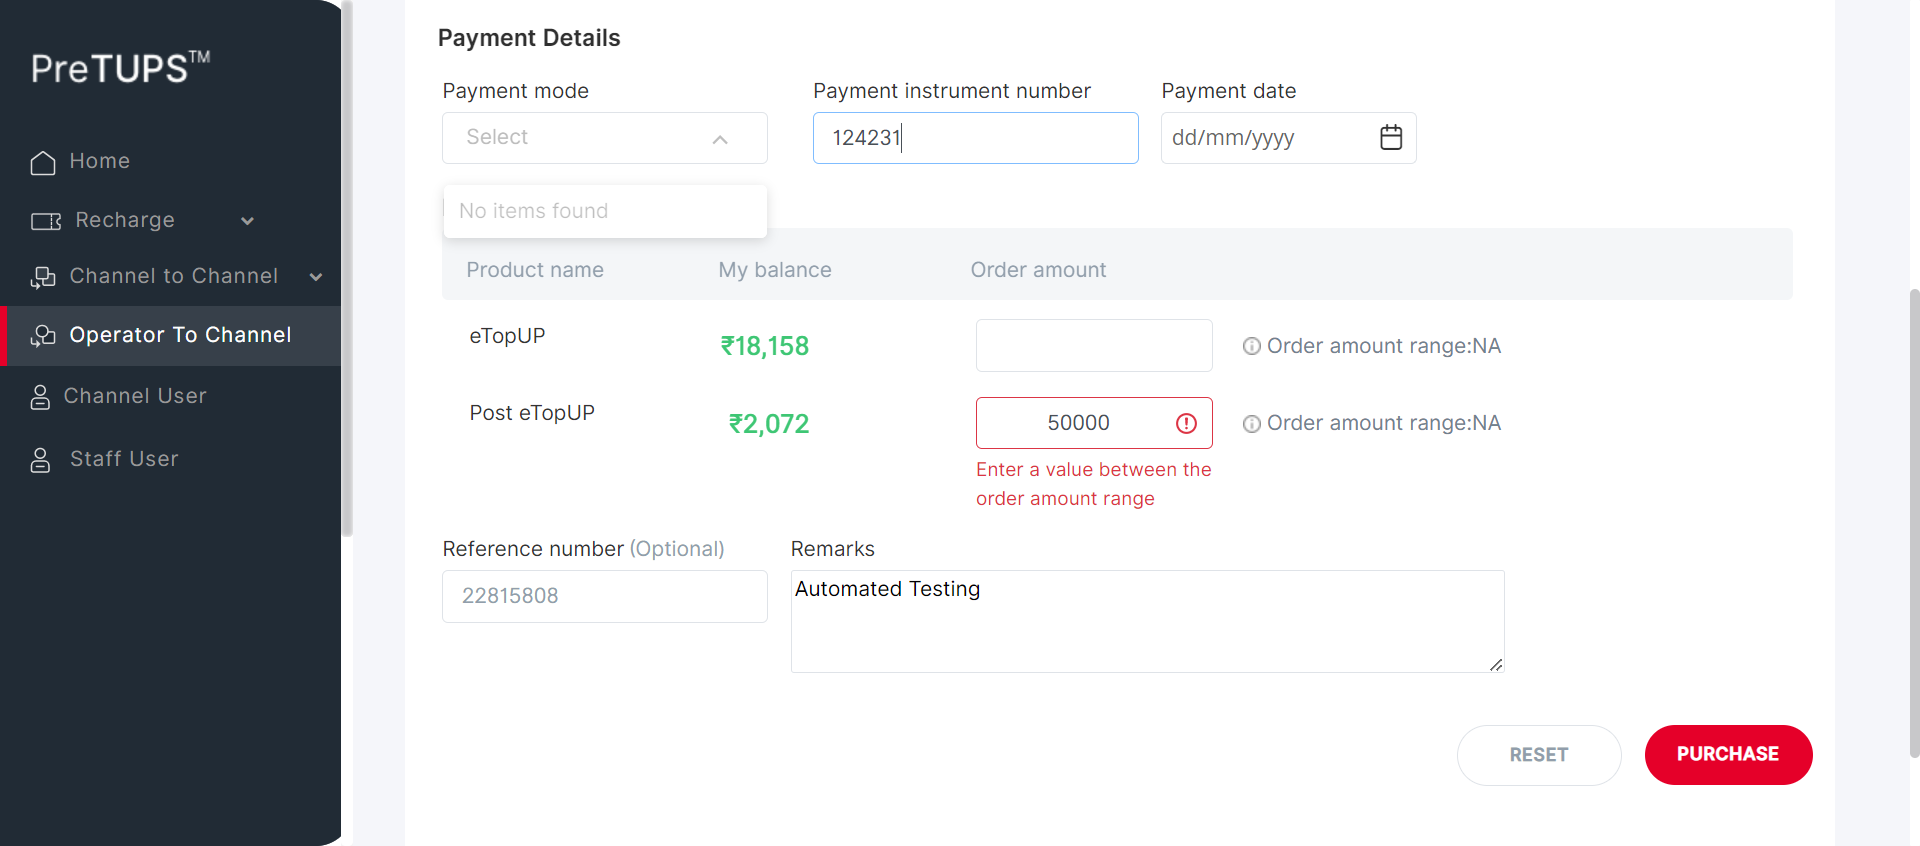 PreTUPS™
Home
Recharge
Channel to Channel
Operator To Channel
Channel User
Staff User
Payment Details
Payment mode
Payment instrument number
Payment date
Select
124231
dd/mm/yyyy
No items found
Product name
My balance
Order amount
eTopUP
₹18,158
Order amount range:NA
Post eTopUP
₹2,072
50000
Order amount range:NA
Enter a value between the
order amount range
Reference number (Optional)
Remarks
22815808
Automated Testing
RESET
PURCHASE